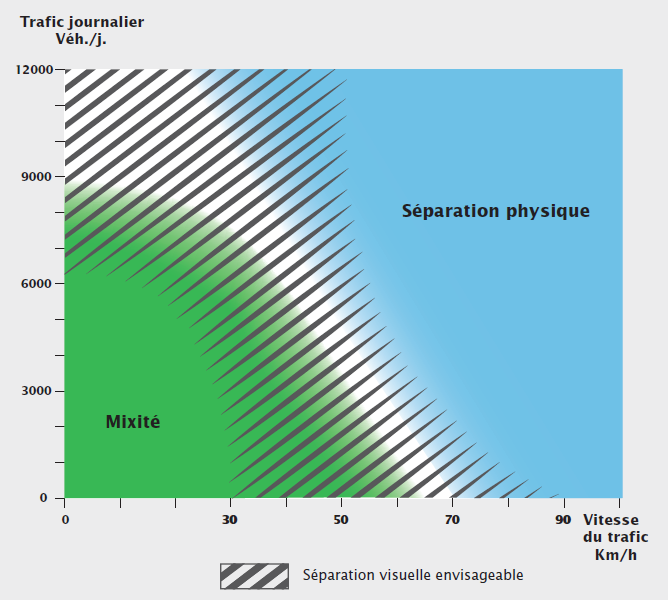 Trafic journalier
Véh./j.
12000
9000
6000
3000
0
Séparation physique
Mixité
0 30 50 70 90
Vitesse
du trafic
Km/h
Séparation visuelle envisageable